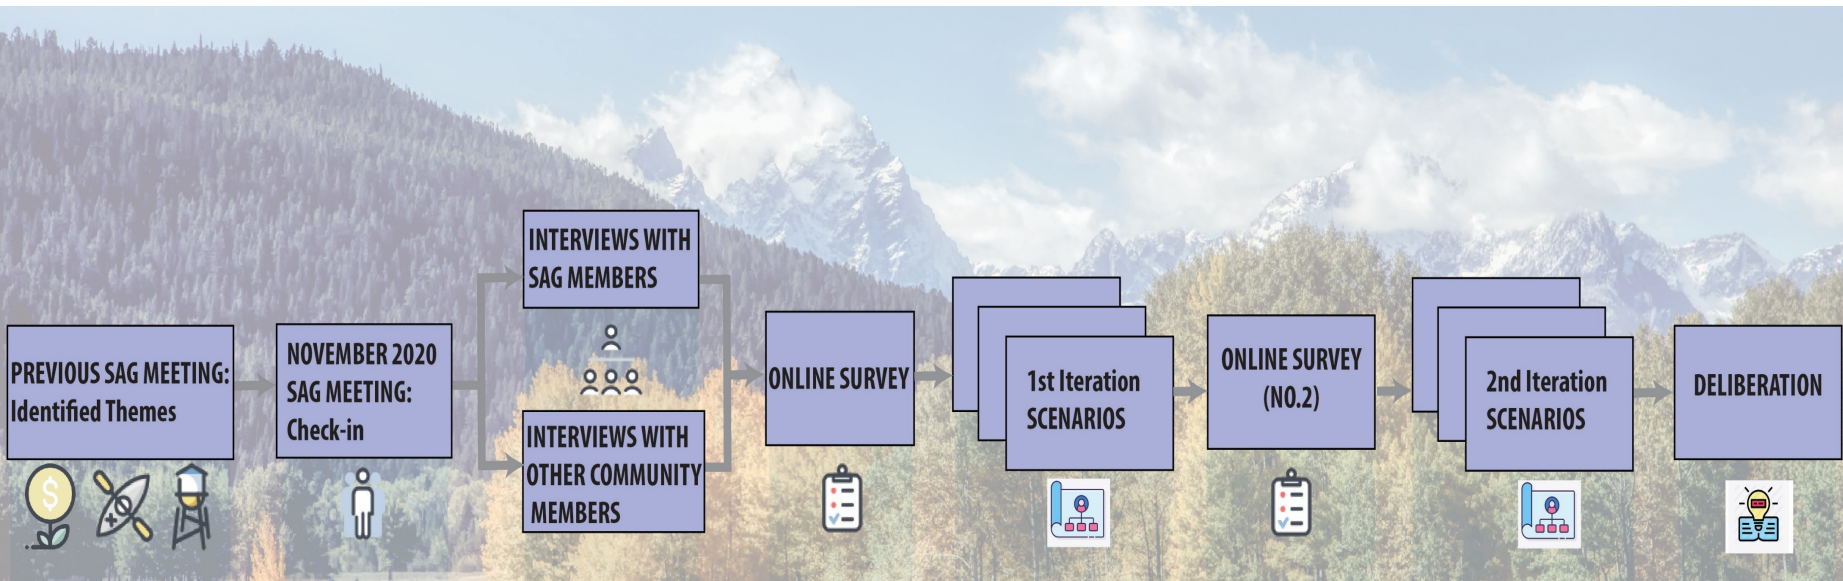 PREVIOUS SAG MEETING:
Identified Themes
NOVEMBER 2020
SAG MEETING:
Check-in
INTERVIEWS WITH
SAG MEMBERS
INTERVIEWS WITH
OTHER COMMUNITY
MEMBERS
ONLINE SURVEY
1st Iteration
SCENARIOS
ONLINE SURVEY
(NO.2)
2nd Iteration
SCENARIOS
DELIBERATION